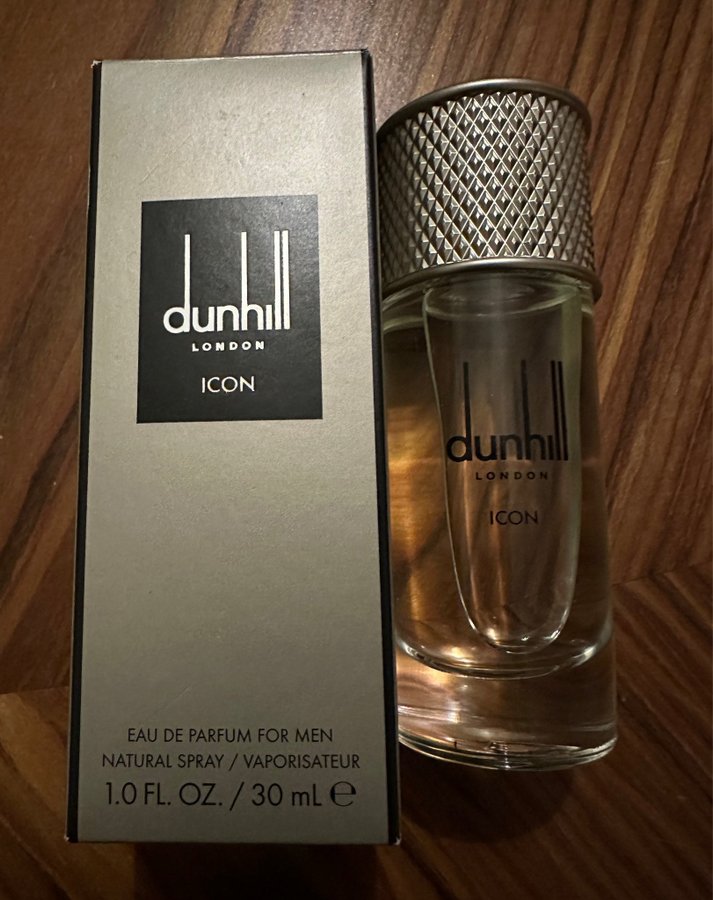 dunhill
LONDON
ICON
EAU DE PARFUM FOR MEN
NATURAL SPRAY / VAPORISATEUR
1.0 FL. OZ. / 30 mL ℮
dunhill
LONDON
ICON